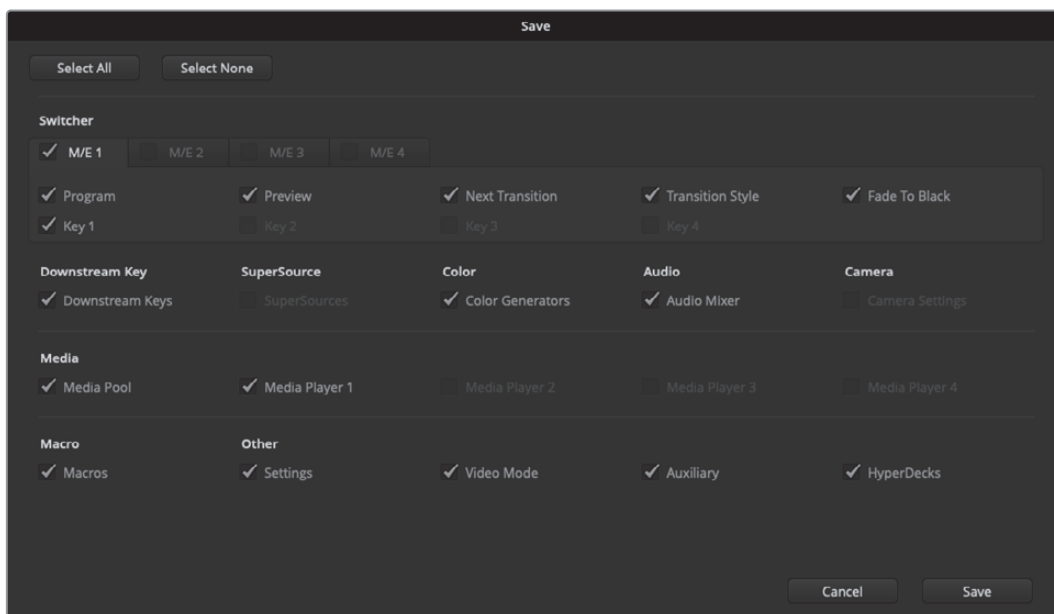 Save
Select All Select None
Switcher
M/E 1 M/E 2 M/E 3 M/E 4
Program Preview Next Transition Transition Style Fade To Black
Key 1 Key 2 Key 3 Key 4
Downstream Key SuperSource Color Audio Camera
Downstream Keys SuperSources Color Generators Audio Mixer Camera Settings
Media
Media Pool Media Player 1 Media Player 2 Media Player 3 Media Player 4
Macro Other
Macros Settings Video Mode Auxiliary HyperDecks
Cancel Save